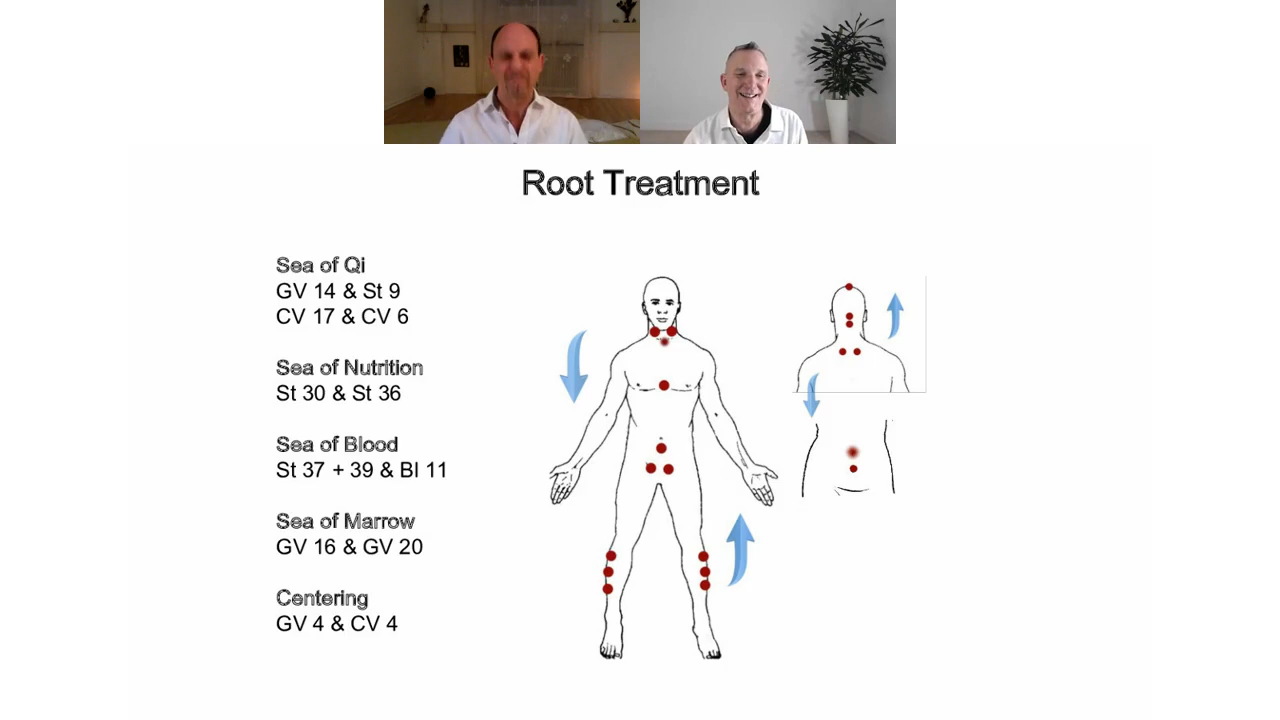 Root Treatment
Sea of Qi
GV 14 & St 9
CV 17 & CV 6
Sea of Nutrition
St 30 & St 36
Sea of Blood
St 37 + 39 & Bl 11
Sea of Marrow
GV 16 & GV 20
Centering
GV 4 & CV 4